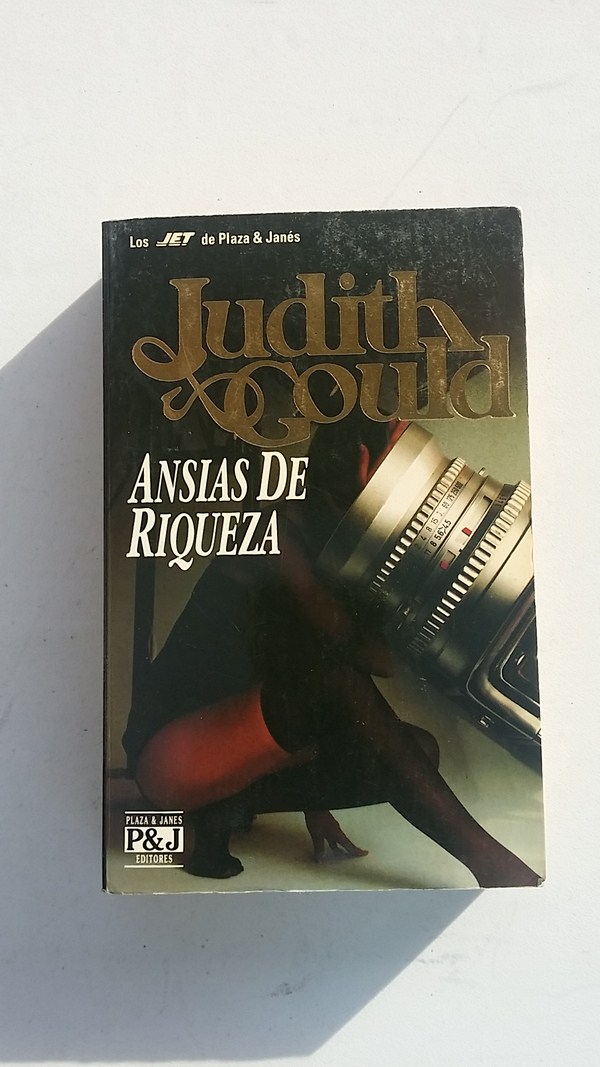 Los JET de Plaza & Janés
Judith
Gould
ANSIAS DE
RIQUEZA
PLAZA & JANES
P&J
EDITORES